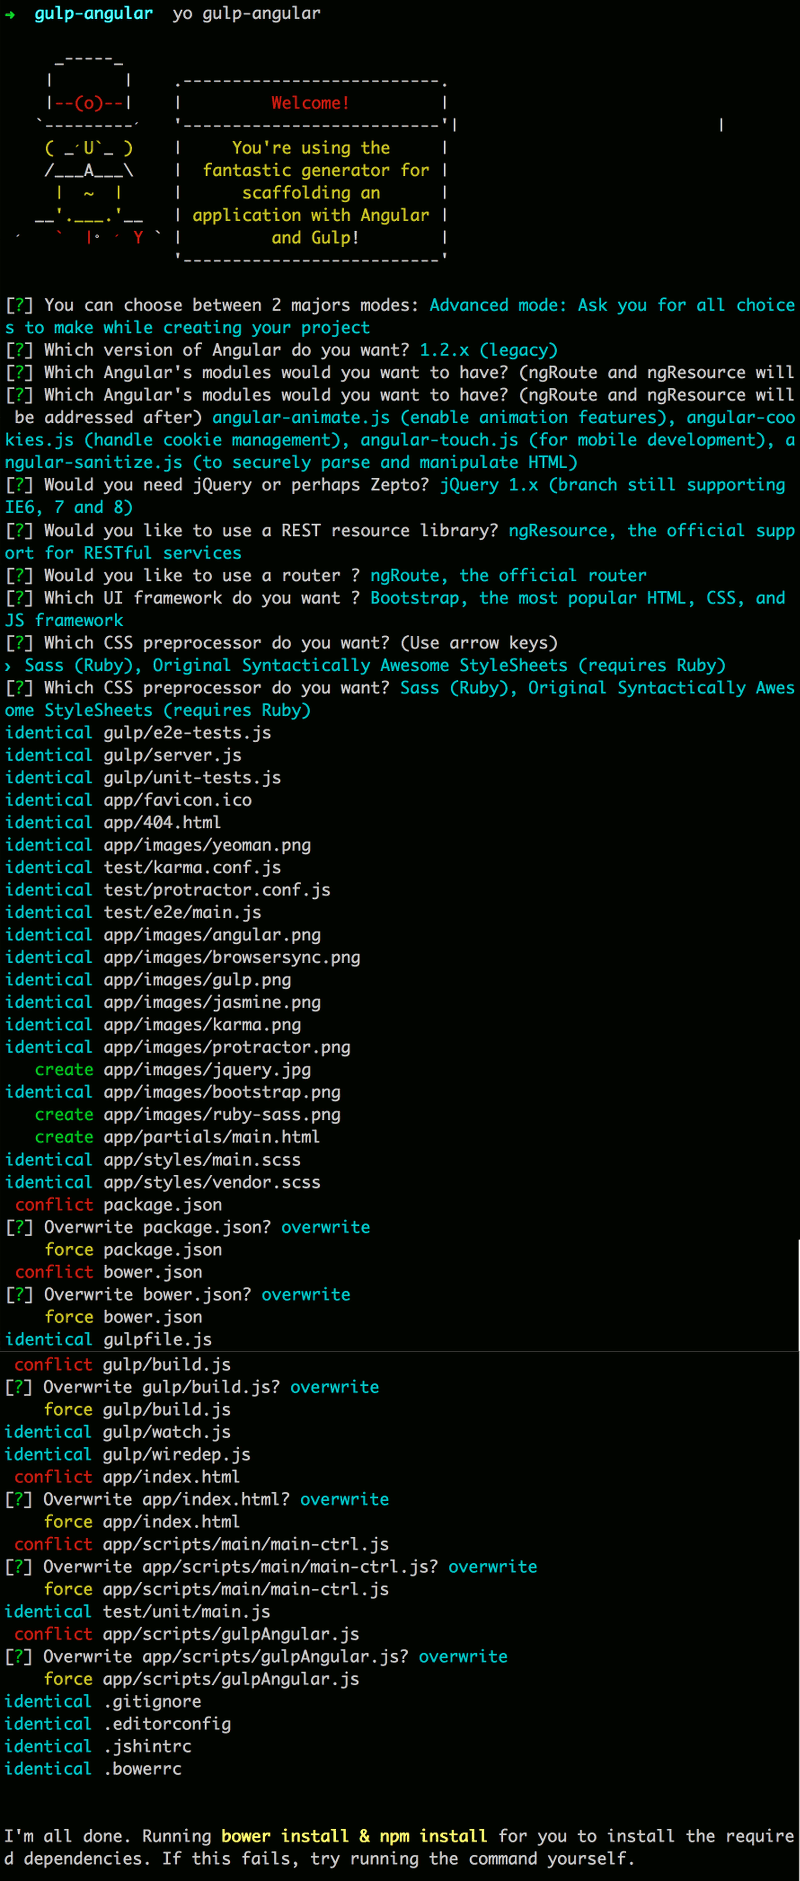 ➜  gulp-angular  yo gulp-angular

     _-----_
    |       |    .--------------------------.
    |--(o)--|    |         Welcome!         |
   `---------´   '--------------------------'|                          |
    ( _´U`_ )    |     You're using the     |
    /___A___\    |  fantastic generator for |
     |  ~  |     |      scaffolding an      |
   __'.___.'__   | application with Angular |
 ´   `  |° ´ Y ` |         and Gulp!        |
                 '--------------------------'

[?] You can choose between 2 majors modes: Advanced mode: Ask you for all choice
s to make while creating your project
[?] Which version of Angular do you want? 1.2.x (legacy)
[?] Which Angular's modules would you want to have? (ngRoute and ngResource will
[?] Which Angular's modules would you want to have? (ngRoute and ngResource will
 be addressed after) angular-animate.js (enable animation features), angular-coo
kies.js (handle cookie management), angular-touch.js (for mobile development), a
ngular-sanitize.js (to securely parse and manipulate HTML)
[?] Would you need jQuery or perhaps Zepto? jQuery 1.x (branch still supporting
IE6, 7 and 8)
[?] Would you like to use a REST resource library? ngResource, the official supp
ort for RESTful services
[?] Would you like to use a router ? ngRoute, the official router
[?] Which UI framework do you want ? Bootstrap, the most popular HTML, CSS, and
JS framework
[?] Which CSS preprocessor do you want? (Use arrow keys)
› Sass (Ruby), Original Syntactically Awesome StyleSheets (requires Ruby)
[?] Which CSS preprocessor do you want? Sass (Ruby), Original Syntactically Awes
ome StyleSheets (requires Ruby)
identical gulp/e2e-tests.js
identical gulp/server.js
identical gulp/unit-tests.js
identical app/favicon.ico
identical app/404.html
identical app/images/yeoman.png
identical test/karma.conf.js
identical test/protractor.conf.js
identical test/e2e/main.js
identical app/images/angular.png
identical app/images/browsersync.png
identical app/images/gulp.png
identical app/images/jasmine.png
identical app/images/karma.png
identical app/images/protractor.png
   create app/images/jquery.jpg
identical app/images/bootstrap.png
   create app/images/ruby-sass.png
   create app/partials/main.html
identical app/styles/main.scss
identical app/styles/vendor.scss
 conflict package.json
[?] Overwrite package.json? overwrite
    force package.json
 conflict bower.json
[?] Overwrite bower.json? overwrite
    force bower.json
identical gulpfile.js
 conflict gulp/build.js
[?] Overwrite gulp/build.js? overwrite
    force gulp/build.js
identical gulp/watch.js
identical gulp/wiredep.js
 conflict app/index.html
[?] Overwrite app/index.html? overwrite
    force app/index.html
 conflict app/scripts/main/main-ctrl.js
[?] Overwrite app/scripts/main/main-ctrl.js? overwrite
    force app/scripts/main/main-ctrl.js
identical test/unit/main.js
 conflict app/scripts/gulpAngular.js
[?] Overwrite app/scripts/gulpAngular.js? overwrite
    force app/scripts/gulpAngular.js
identical .gitignore
identical .editorconfig
identical .jshintrc
identical .bowerrc

I'm all done. Running bower install & npm install for you to install the require
d dependencies. If this fails, try running the command yourself.